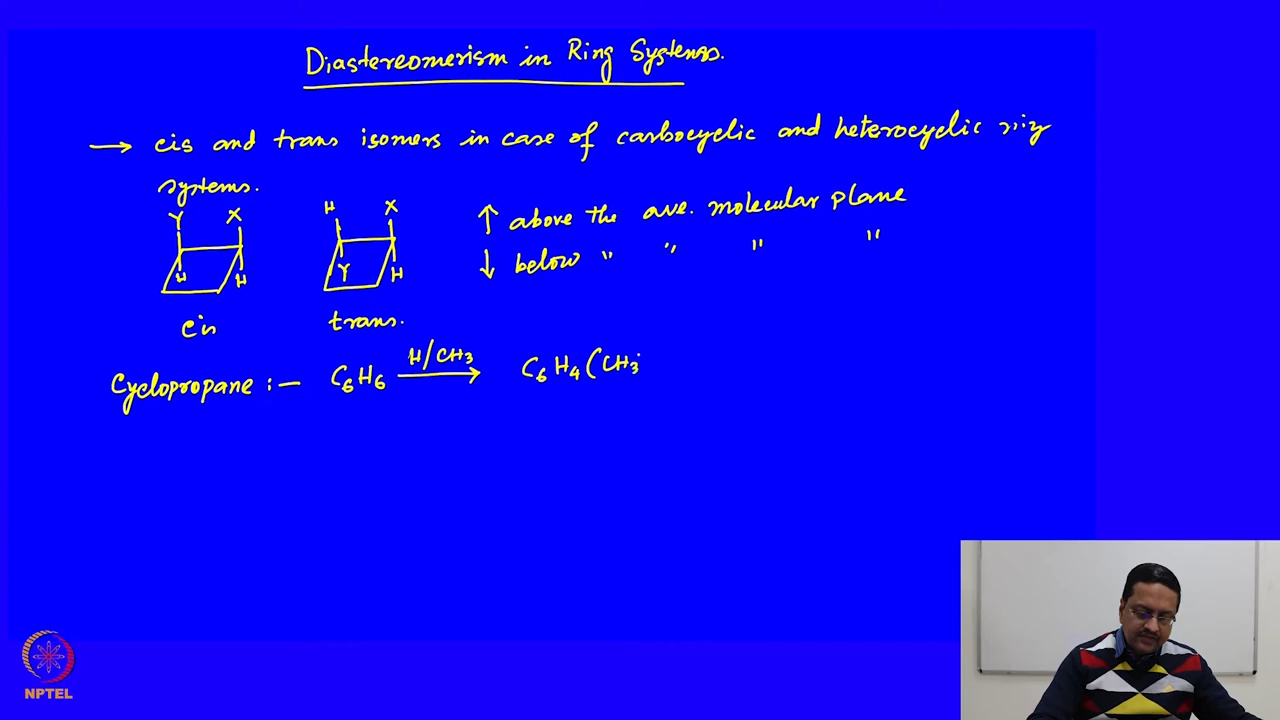 Diastereomerism in Ring Systems.
→ cis and trans isomers in case of carbocyclic and heterocyclic ring
systems.
Y X H X ↑ above the ave. molecular plane
H H Y H ↓ below " " " "
cis trans.
Cyclopropane :– C6H6 H/CH3 → C6H4(CH3
NPTEL